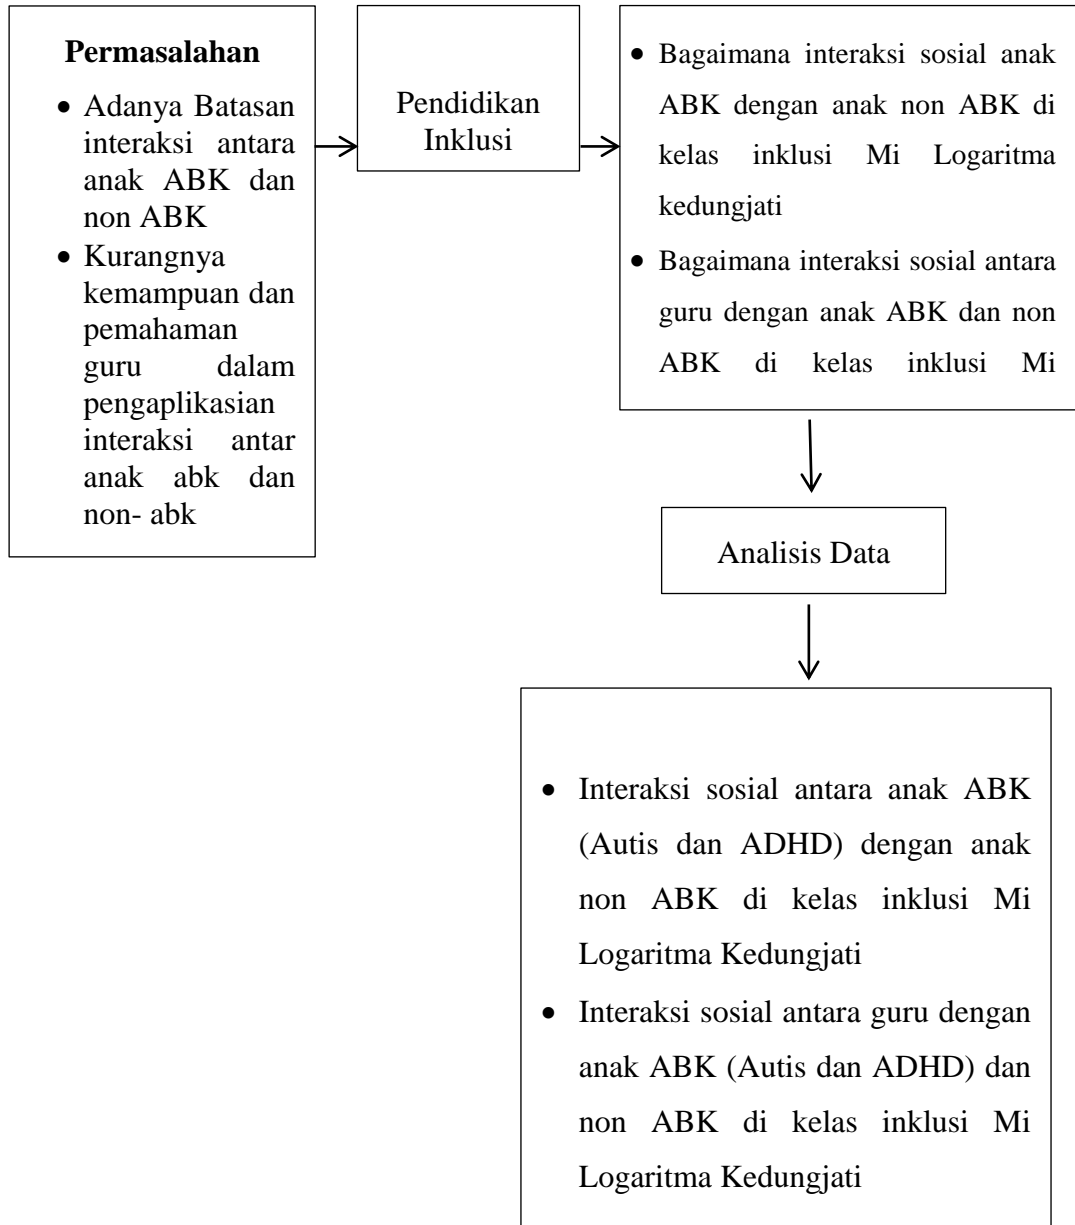 Permasalahan
• Adanya Batasan
interaksi antara
anak ABK dan
non ABK
• Kurangnya
kemampuan dan
pemahaman
guru dalam
pengaplikasian
interaksi antar
anak abk dan
non- abk
Pendidikan
Inklusi
• Bagaimana interaksi sosial anak
ABK dengan anak non ABK di
kelas inklusi Mi Logaritma
kedungjati
• Bagaimana interaksi sosial antara
guru dengan anak ABK dan non
ABK di kelas inklusi Mi
Analisis Data
• Interaksi sosial antara anak ABK
(Autis dan ADHD) dengan anak
non ABK di kelas inklusi Mi
Logaritma Kedungjati
• Interaksi sosial antara guru dengan
anak ABK (Autis dan ADHD) dan
non ABK di kelas inklusi Mi
Logaritma Kedungjati